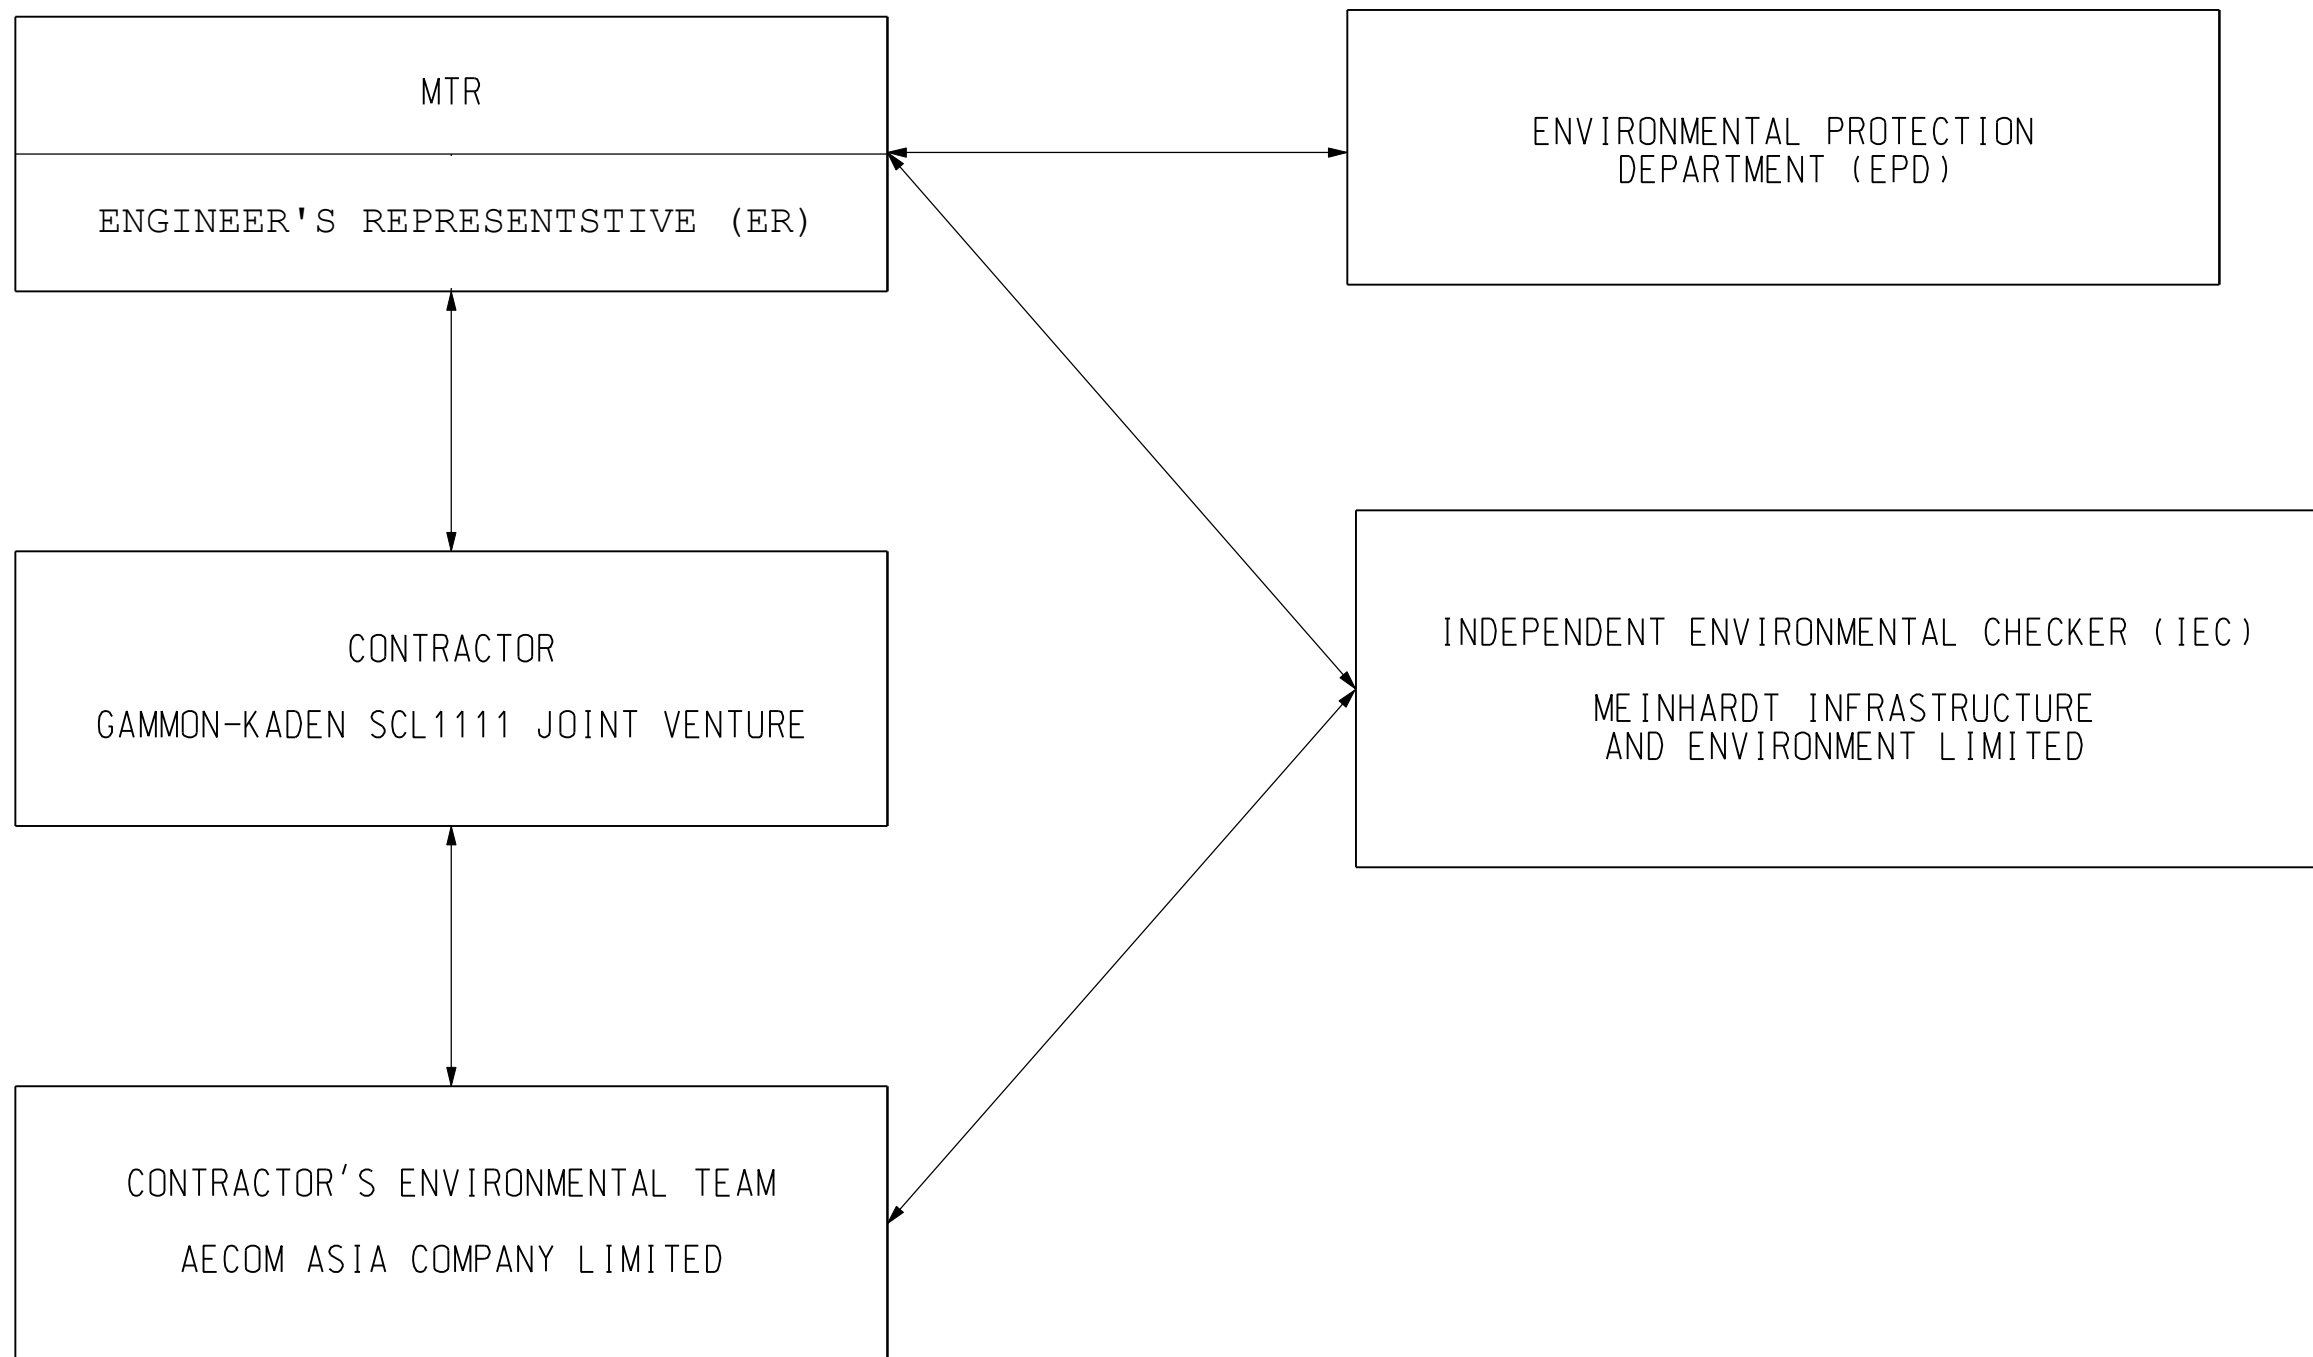 MTR
ENGINEER'S REPRESENTSTIVE (ER)
ENVIRONMENTAL PROTECTION
DEPARTMENT (EPD)
CONTRACTOR
GAMMON-KADEN SCL1111 JOINT VENTURE
INDEPENDENT ENVIRONMENTAL CHECKER (IEC)
MEINHARDT INFRASTRUCTURE
AND ENVIRONMENT LIMITED
CONTRACTOR'S ENVIRONMENTAL TEAM
AECOM ASIA COMPANY LIMITED